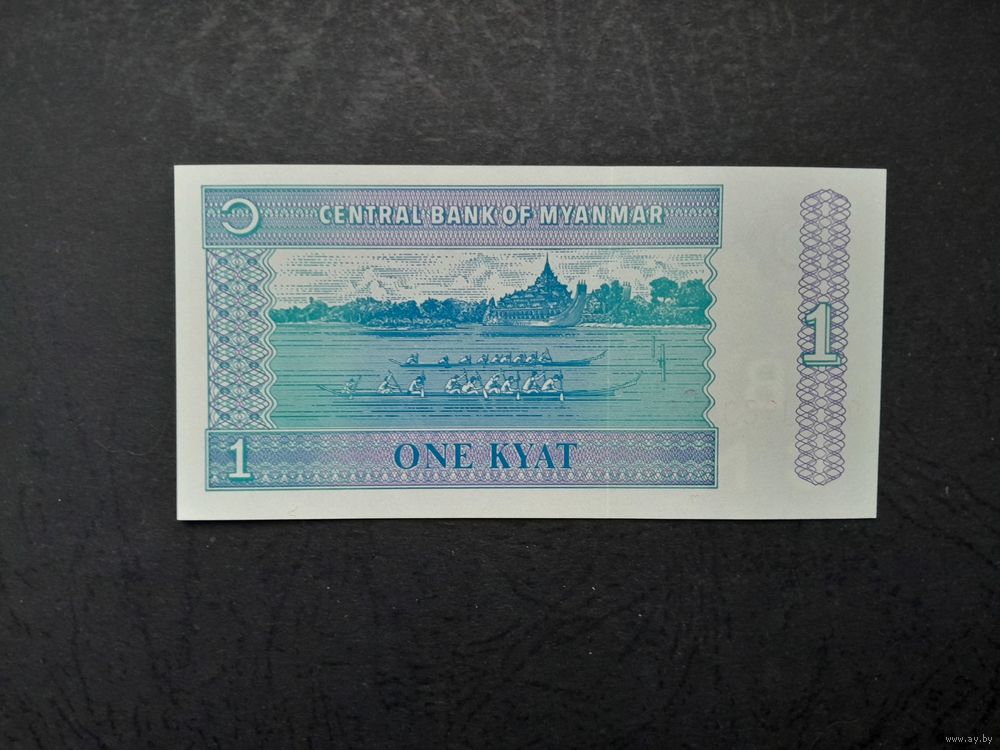 CENTRAL BANK OF MYANMAR
၁
1
1 ONE KYAT
www.ay.by